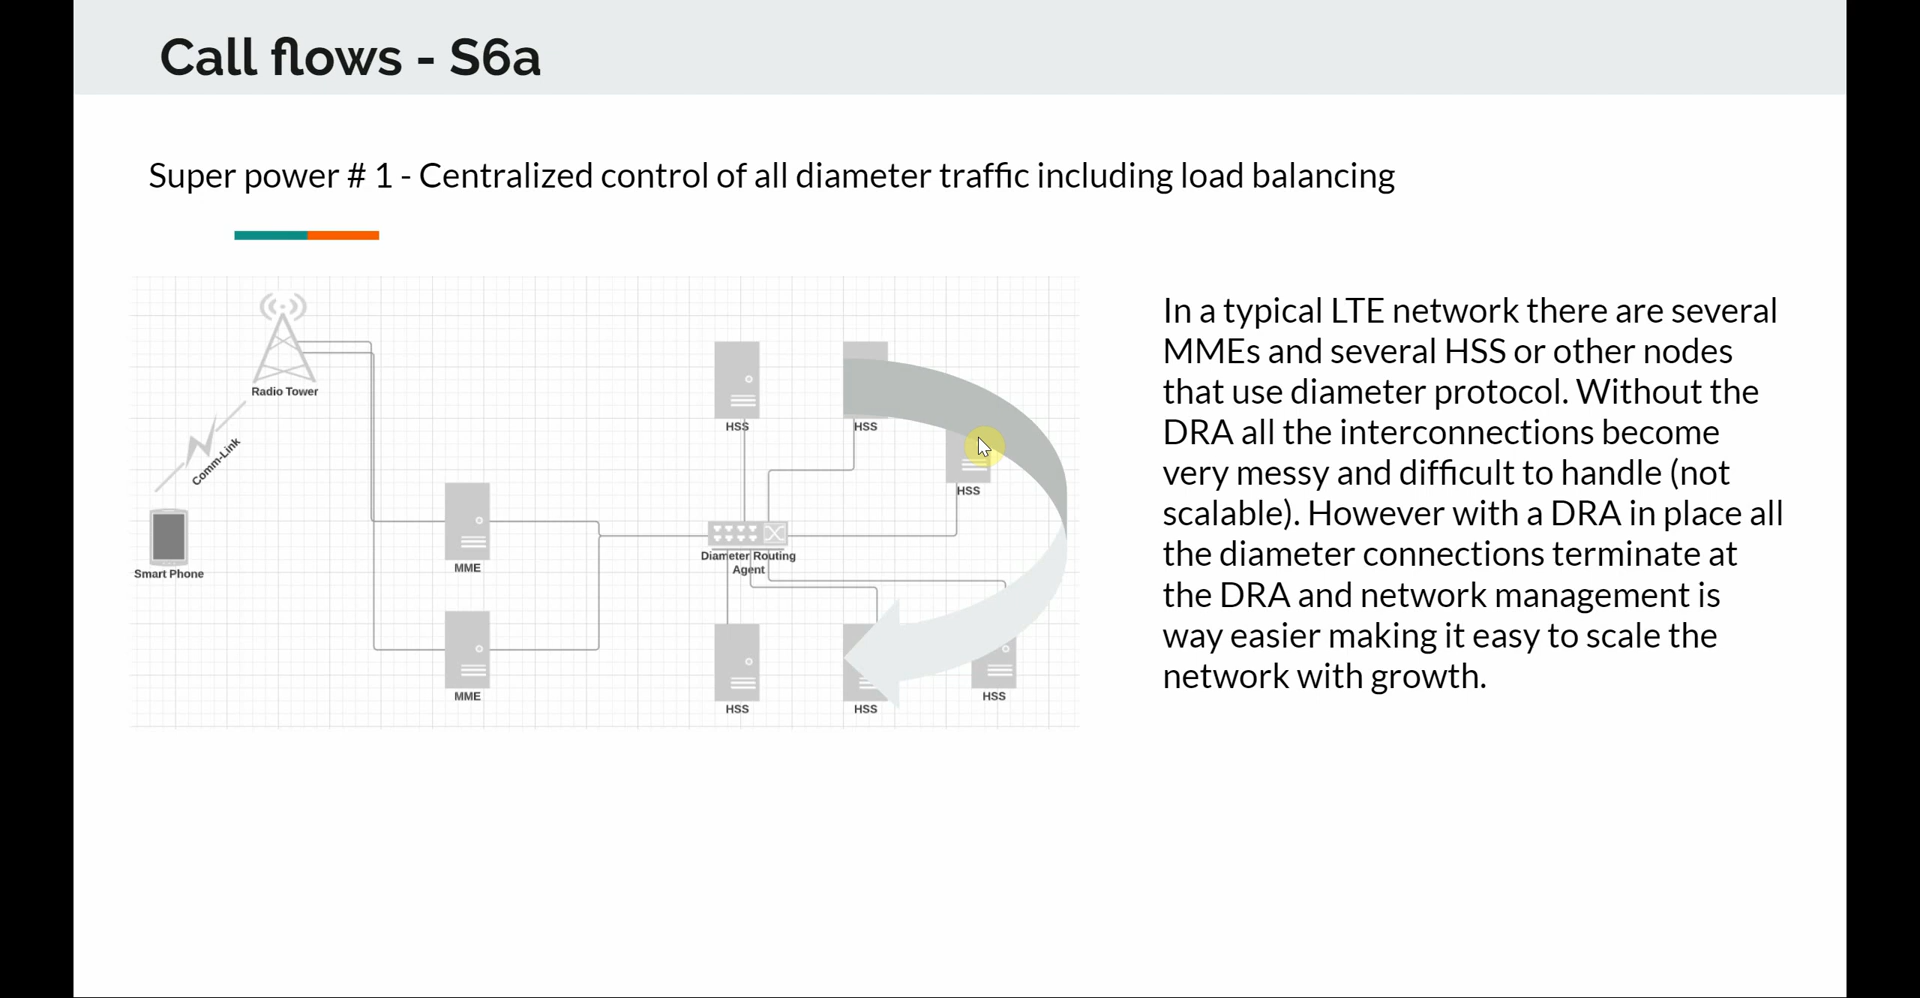 Call flows - S6a
Super power # 1 - Centralized control of all diameter traffic including load balancing
Radio Tower
Comm-Link
Smart Phone
MME
MME
HSS
HSS
HSS
Diameter Routing
Agent
HSS
HSS
HSS
In a typical LTE network there are several
MMEs and several HSS or other nodes
that use diameter protocol. Without the
DRA all the interconnections become
very messy and difficult to handle (not
scalable). However with a DRA in place all
the diameter connections terminate at
the DRA and network management is
way easier making it easy to scale the
network with growth.